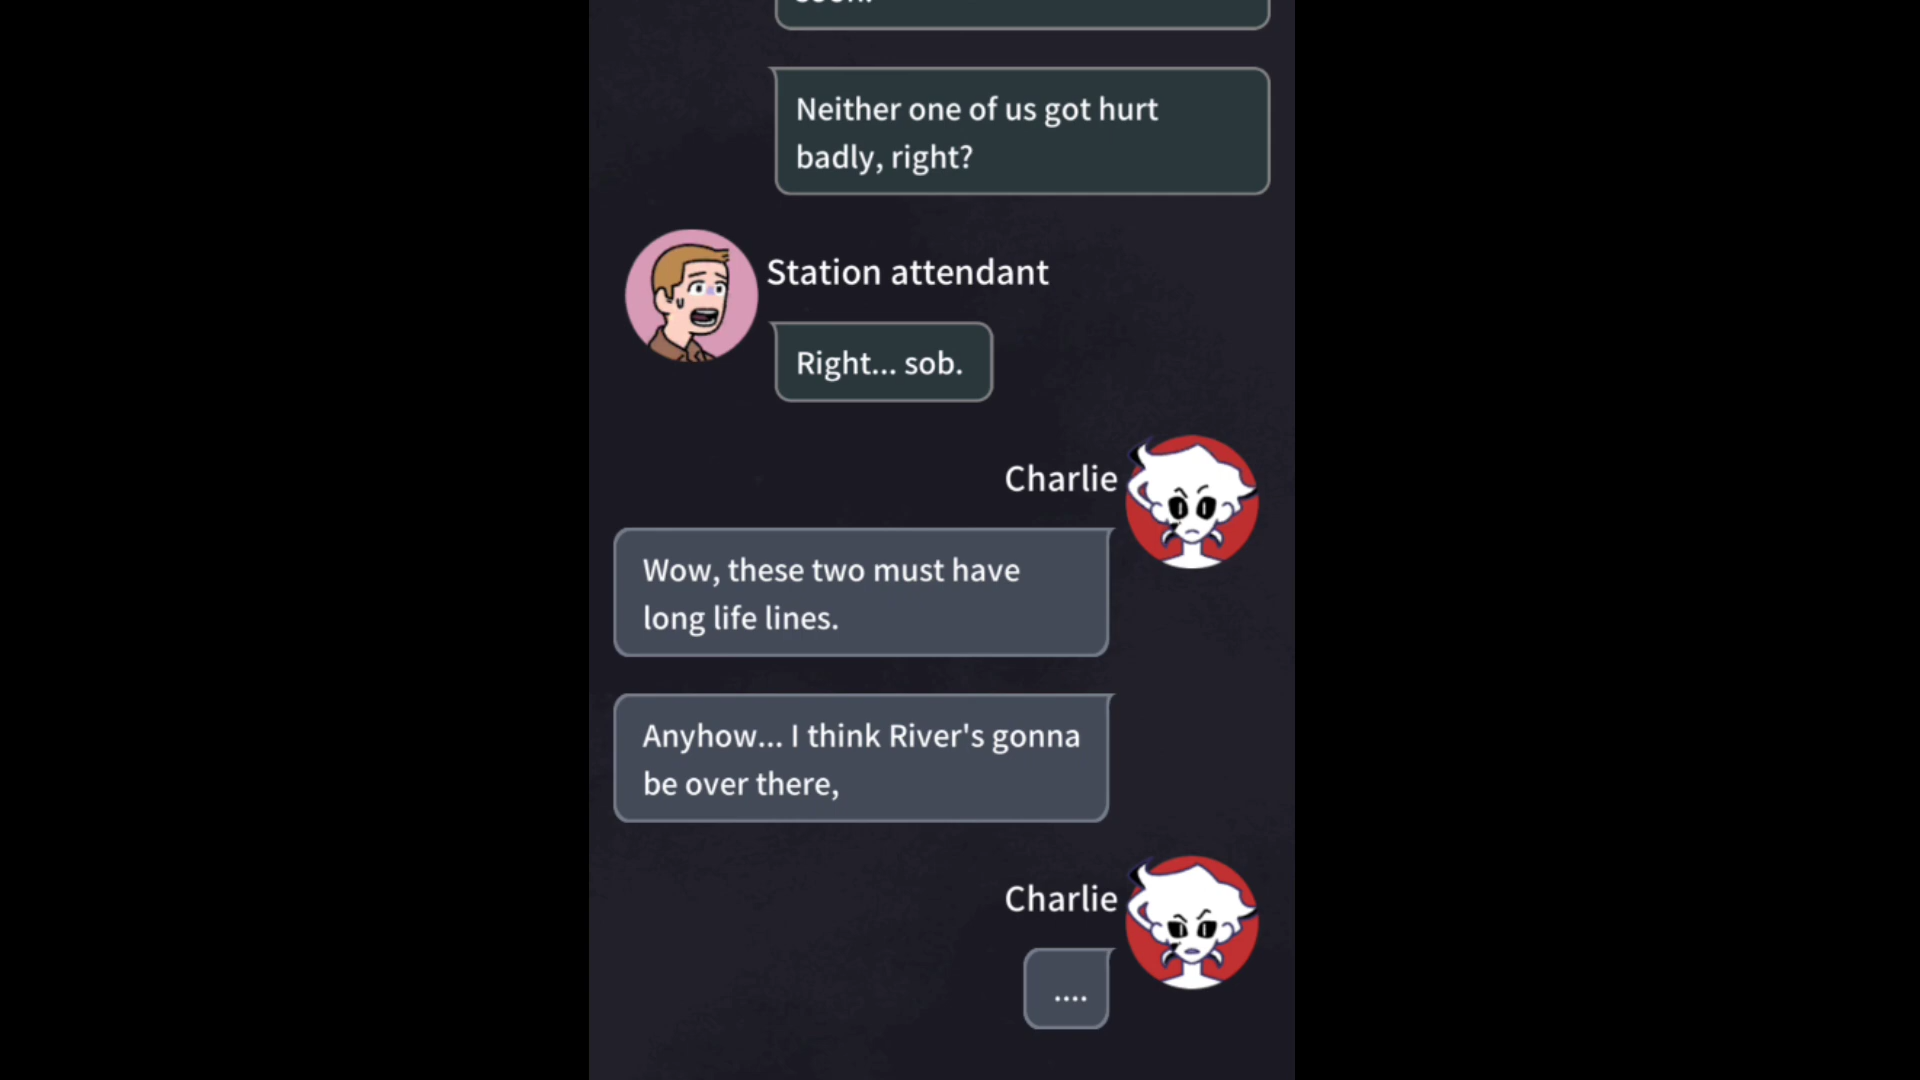 Neither one of us got hurt
badly, right?
Station attendant
Right... sob.
Charlie
Wow, these two must have
long life lines.
Anyhow... I think River's gonna
be over there,
Charlie
....